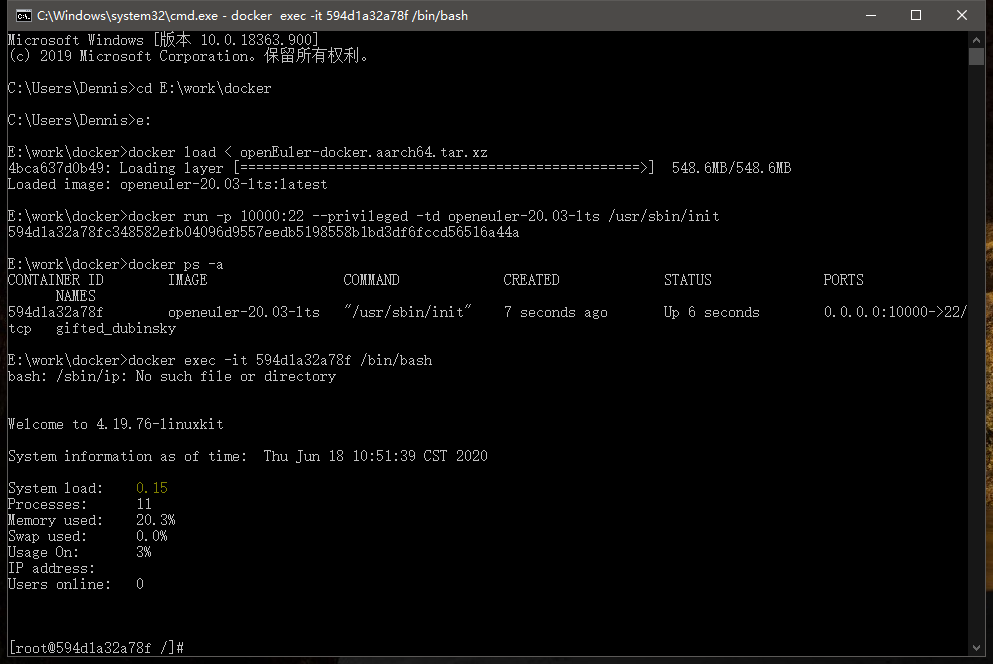 C:\Windows\system32\cmd.exe - docker  exec -it 594d1a32a78f /bin/bash
Microsoft Windows [版本 10.0.18363.900]
(c) 2019 Microsoft Corporation。保留所有权利。
C:\Users\Dennis>cd E:\work\docker
C:\Users\Dennis>e:
E:\work\docker>docker load < openEuler-docker.aarch64.tar.xz
4bca637d0b49: Loading layer [==================================================>]  548.6MB/548.6MB
Loaded image: openeuler-20.03-lts:latest
E:\work\docker>docker run -p 10000:22 --privileged -td openeuler-20.03-lts /usr/sbin/init
594d1a32a78fc348582efb04096d9557eedb5198558b1bd3df6fccd56516a44a
E:\work\docker>docker ps -a
CONTAINER ID        IMAGE                 COMMAND             CREATED             STATUS              PORTS
      NAMES
594d1a32a78f        openeuler-20.03-lts   "/usr/sbin/init"    7 seconds ago       Up 6 seconds        0.0.0.0:10000->22/
tcp   gifted_dubinsky
E:\work\docker>docker exec -it 594d1a32a78f /bin/bash
bash: /sbin/ip: No such file or directory
Welcome to 4.19.76-linuxkit
System information as of time:  Thu Jun 18 10:51:39 CST 2020
System load:    0.15
Processes:      11
Memory used:    20.3%
Swap used:      0.0%
Usage On:       3%
IP address:
Users online:   0
[root@594d1a32a78f /]#